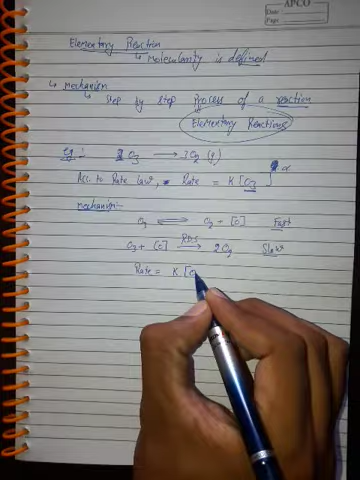 APCO
Date:
Page:
Elementary Reaction
↳ Molecularity is defined
↳ mechanism
↳ Step by step Process of a reaction
Elementary Reactions
Eg:- 2O₃ ⟶ 3O₂ (g)
Acc. to Rate law, Rate = K [O₃]^α
mechanism-
O₃ ⇌ O₂ + [O] Fast
O₃ + [O] ⟶ 2O₂ Slow
Rate = K [O